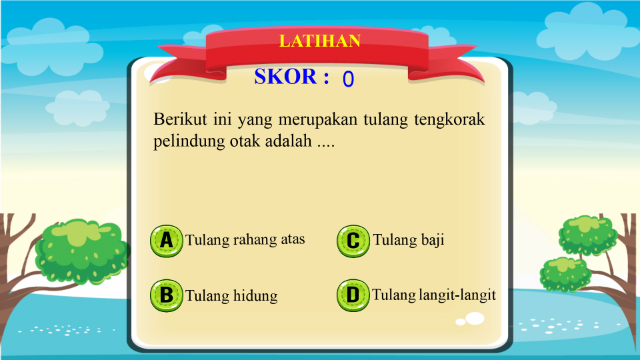 LATIHAN
SKOR : 0
Berikut ini yang merupakan tulang tengkorak
pelindung otak adalah ....
A Tulang rahang atas
C Tulang baji
B Tulang hidung
D Tulang langit-langit